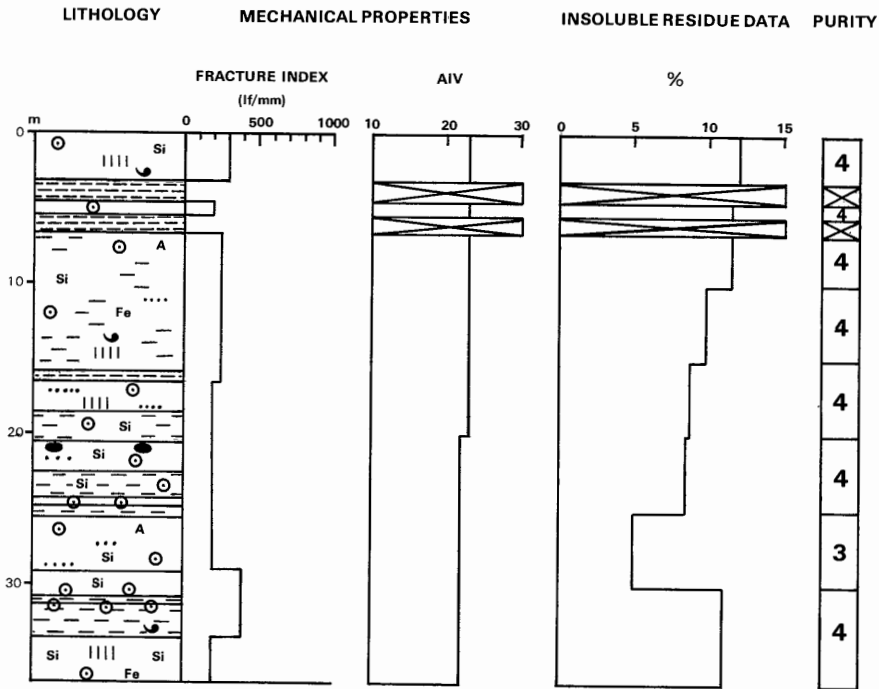 LITHOLOGY MECHANICAL PROPERTIES INSOLUBLE RESIDUE DATA PURITY
FRACTURE INDEX AIV %
(If/mm)
m 0 500 1000 10 20 30 0 5 10 15
0
Si
4
4
A
4
Si
10
Fe
4
4
Si
20
Si
4
Si
A
3
Si
Si
30
4
Si Si
Fe